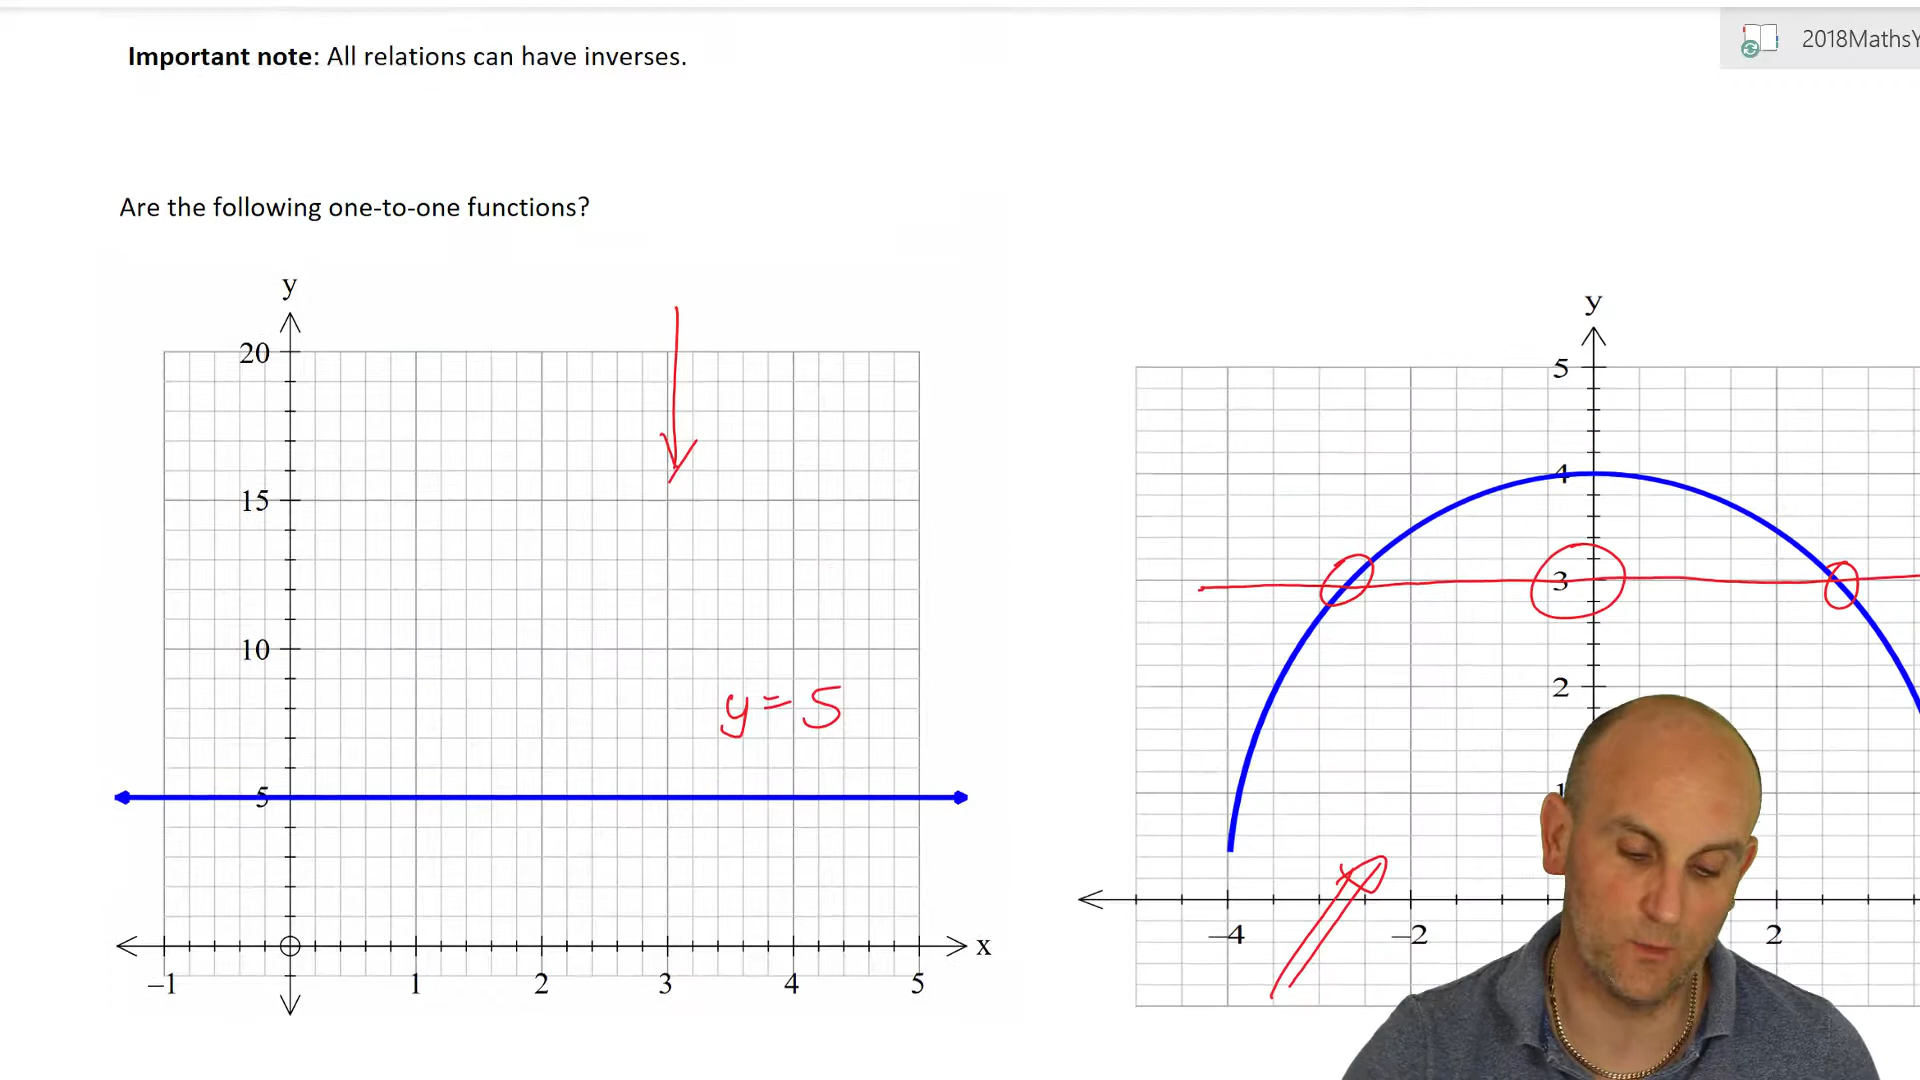 2018MathsY
Important note: All relations can have inverses.
Are the following one-to-one functions?
y
20
15
10
5
y=5
x
–1
1
2
3
4
5
y
5
4
3
2
1
–4
–2
2